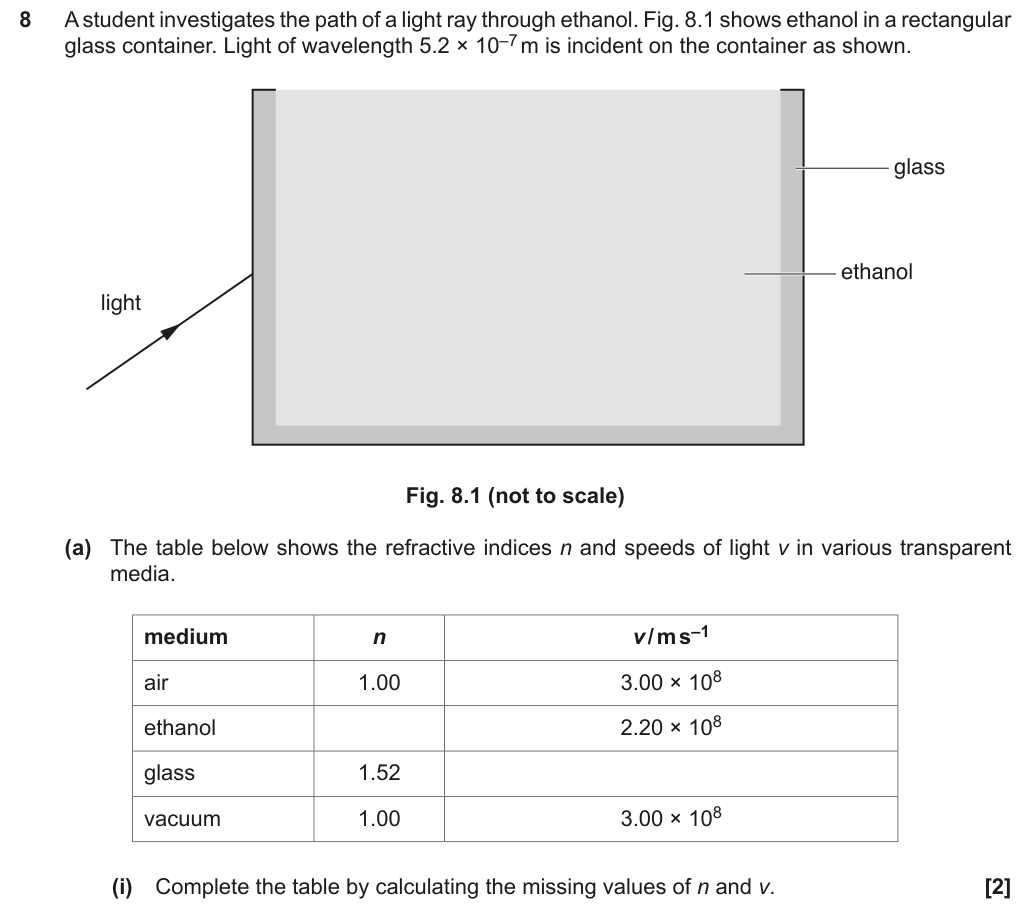 8 A student investigates the path of a light ray through ethanol. Fig. 8.1 shows ethanol in a rectangular
glass container. Light of wavelength 5.2 × 10⁻⁷ m is incident on the container as shown.
glass
ethanol
light
Fig. 8.1 (not to scale)
(a) The table below shows the refractive indices n and speeds of light v in various transparent
media.
medium n v/m s⁻¹
air 1.00 3.00 × 10⁸
ethanol 2.20 × 10⁸
glass 1.52
vacuum 1.00 3.00 × 10⁸
(i) Complete the table by calculating the missing values of n and v. [2]